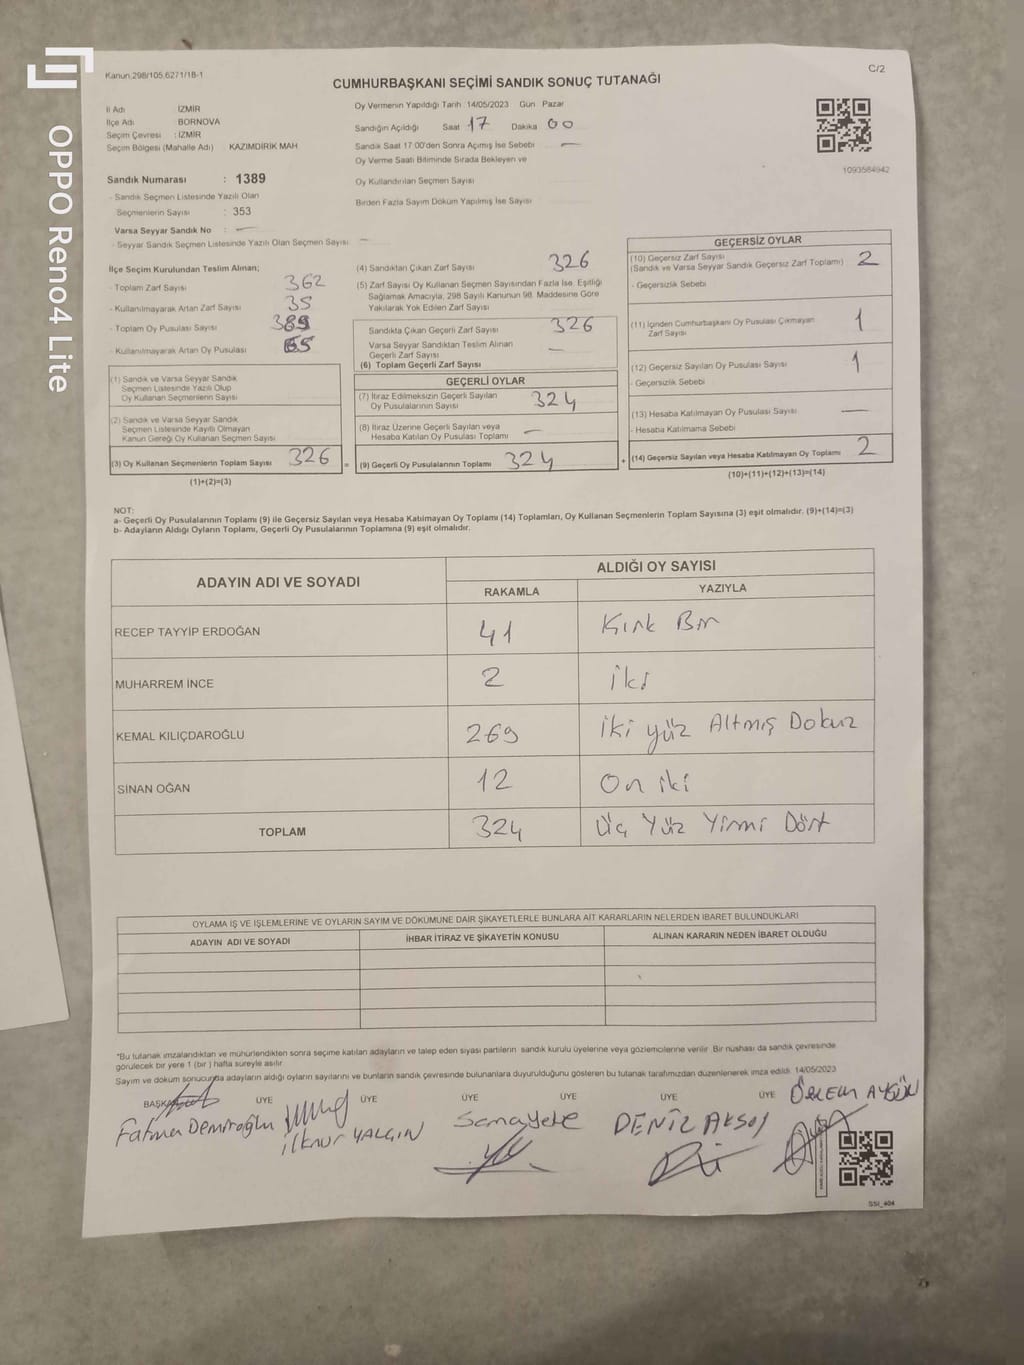 OPPO Reno4 Lite
Kanun.298/105.6271/18-1
C/2
CUMHURBAŞKANI SEÇİMİ SANDIK SONUÇ TUTANAĞI
İl Adı : İZMİR
İlçe Adı : BORNOVA
Seçim Çevresi : İZMİR
Seçim Bölgesi (Mahalle Adı) : KAZIMDİRİK MAH
Sandık Numarası : 1389
- Sandık Seçmen Listesinde Yazılı Olan
Seçmenlerin Sayısı : 353
Varsa Seyyar Sandık No : —
- Seyyar Sandık Seçmen Listesinde Yazılı Olan Seçmen Sayısı —
Oy Vermenin Yapıldığı Tarih 14/05/2023 Gün Pazar
Sandığın Açıldığı Saat 17 Dakika 00
Sandık Saat 17.00'den Sonra Açımış İse Sebebi —
Oy Verme Saati Bitiminde Sırada Bekleyen ve
Oy Kullandırılan Seçmen Sayısı
Birden Fazla Sayım Döküm Yapılmış İse Sayısı
1093564942
İlçe Seçim Kurulundan Teslim Alınan;
- Toplam Zarf Sayısı 362
- Kullanılmayarak Artan Zarf Sayısı 35
- Toplam Oy Pusulası Sayısı 389
- Kullanılmayarak Artan Oy Pusulası 65
(1) Sandık ve Varsa Seyyar Sandık
Seçmen Listesinde Yazılı Olup
Oy Kullanan Seçmenlerin Sayısı
(2) Sandık ve Varsa Seyyar Sandık
Seçmen Listesinde Kayıtlı Olmayan
Kanun Gereği Oy Kullanan Seçmen Sayısı
(3) Oy Kullanan Seçmenlerin Toplam Sayısı 326
(1)+(2)=(3)
(4) Sandıktan Çıkan Zarf Sayısı 326
(5) Zarf Sayısı Oy Kullanan Seçmen Sayısından Fazla İse, Eşitliği
Sağlamak Amacıyla, 298 Sayılı Kanunun 98. Maddesine Göre
Yakılarak Yok Edilen Zarf Sayısı
Sandıkta Çıkan Geçerli Zarf Sayısı 326
Varsa Seyyar Sandıktan Teslim Alınan
Geçerli Zarf Sayısı —
(6) Toplam Geçerli Zarf Sayısı
GEÇERLİ OYLAR
(7) İtiraz Edilmeksizin Geçerli Sayılan
Oy Pusulalarının Sayısı 324
(8) İtiraz Üzerine Geçerli Sayılan veya
Hesaba Katılan Oy Pusulası Toplamı —
= (9) Geçerli Oy Pusulalarının Toplamı 324
GEÇERSİZ OYLAR
(10) Geçersiz Zarf Sayısı
(Sandık ve Varsa Seyyar Sandık Geçersiz Zarf Toplamı) 2
- Geçersizlik Sebebi
(11) İçinden Cumhurbaşkanı Oy Pusulası Çıkmayan
Zarf Sayısı 1
(12) Geçersiz Sayılan Oy Pusulası Sayısı 1
- Geçersizlik Sebebi
(13) Hesaba Katılmayan Oy Pusulası Sayısı —
- Hesaba Katılmama Sebebi
+ (14) Geçersiz Sayılan veya Hesaba Katılmayan Oy Toplamı 2
(10)+(11)+(12)+(13)=(14)
NOT:
a- Geçerli Oy Pusulalarının Toplamı (9) ile Geçersiz Sayılan veya Hesaba Katılmayan Oy Toplamı (14) Toplamları, Oy Kullanan Seçmenlerin Toplam Sayısına (3) eşit olmalıdır. (9)+(14)=(3)
b- Adayların Aldığı Oyların Toplamı, Geçerli Oy Pusulalarının Toplamına (9) eşit olmalıdır.
ADAYIN ADI VE SOYADI
ALDIĞI OY SAYISI
RAKAMLA YAZIYLA
RECEP TAYYİP ERDOĞAN 41 Kırk Bir
MUHARREM İNCE 2 İki
KEMAL KILIÇDAROĞLU 269 İki yüz Altmış Dokuz
SİNAN OĞAN 12 On iki
TOPLAM 324 Üç Yüz Yirmi Dört
OYLAMA İŞ VE İŞLEMLERİNE VE OYLARIN SAYIM VE DÖKÜMÜNE DAİR ŞİKAYETLERLE BUNLARA AİT KARARLARIN NELERDEN İBARET BULUNDUKLARI
ADAYIN ADI VE SOYADI İHBAR İTİRAZ VE ŞİKAYETİN KONUSU ALINAN KARARIN NEDEN İBARET OLDUĞU
*Bu tutanak imzalandıktan ve mühürlendikten sonra seçime katılan adayların ve talep eden siyasi partilerin sandık kurulu üyelerine veya gözlemcilerine verilir. Bir nüshası da sandık çevresinde
görülecek bir yere 1 (bir) hafta süreyle asılır.
Sayım ve döküm sonucunda adayların aldığı oyların sayılarını ve bunların sandık çevresinde bulunanlara duyurulduğunu gösteren bu tutanak tarafımızdan düzenlenerek imza edildi. 14/05/2023
BAŞKAN ÜYE ÜYE ÜYE ÜYE ÜYE ÜYE
Fatma Demiroğlu
İlknur YALGIN
DENİZ AKSOY
AYGÜL
SSİ_404